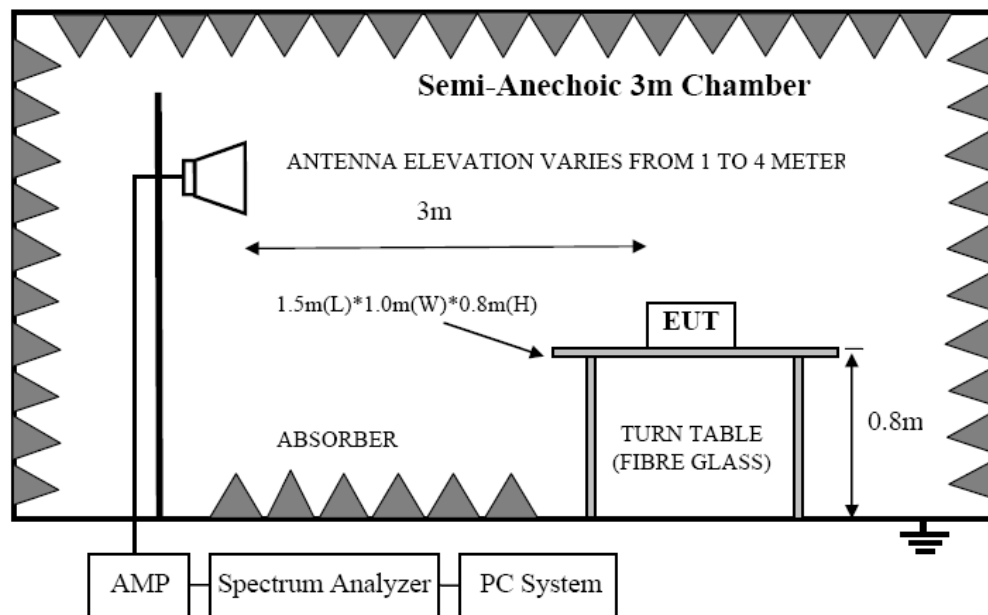 Semi-Anechoic 3m Chamber
ANTENNA ELEVATION VARIES FROM 1 TO 4 METER
3m
1.5m(L)*1.0m(W)*0.8m(H)
EUT
0.8m
ABSORBER
TURN TABLE
(FIBRE GLASS)
AMP
Spectrum Analyzer
PC System